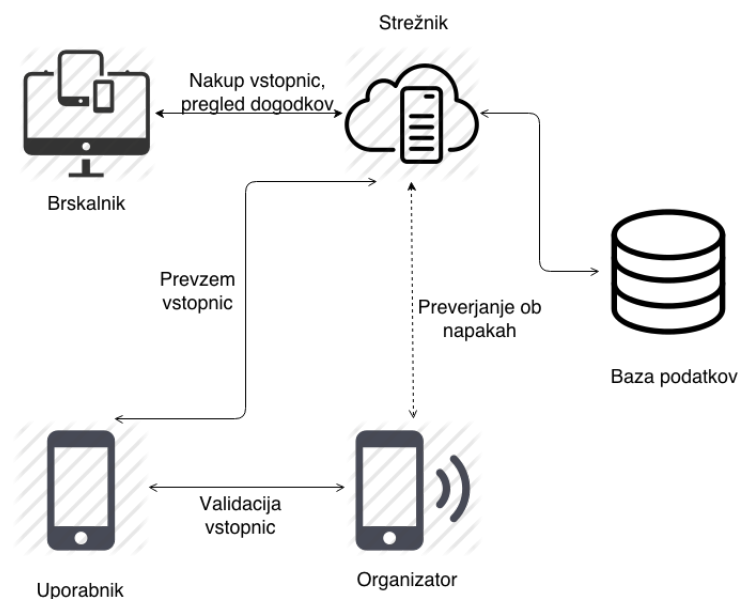 Strežnik
Nakup vstopnic,
pregled dogodkov
Brskalnik
Prevzem
vstopnic
Preverjanje ob
napakah
Baza podatkov
Validacija
vstopnic
Uporabnik
Organizator